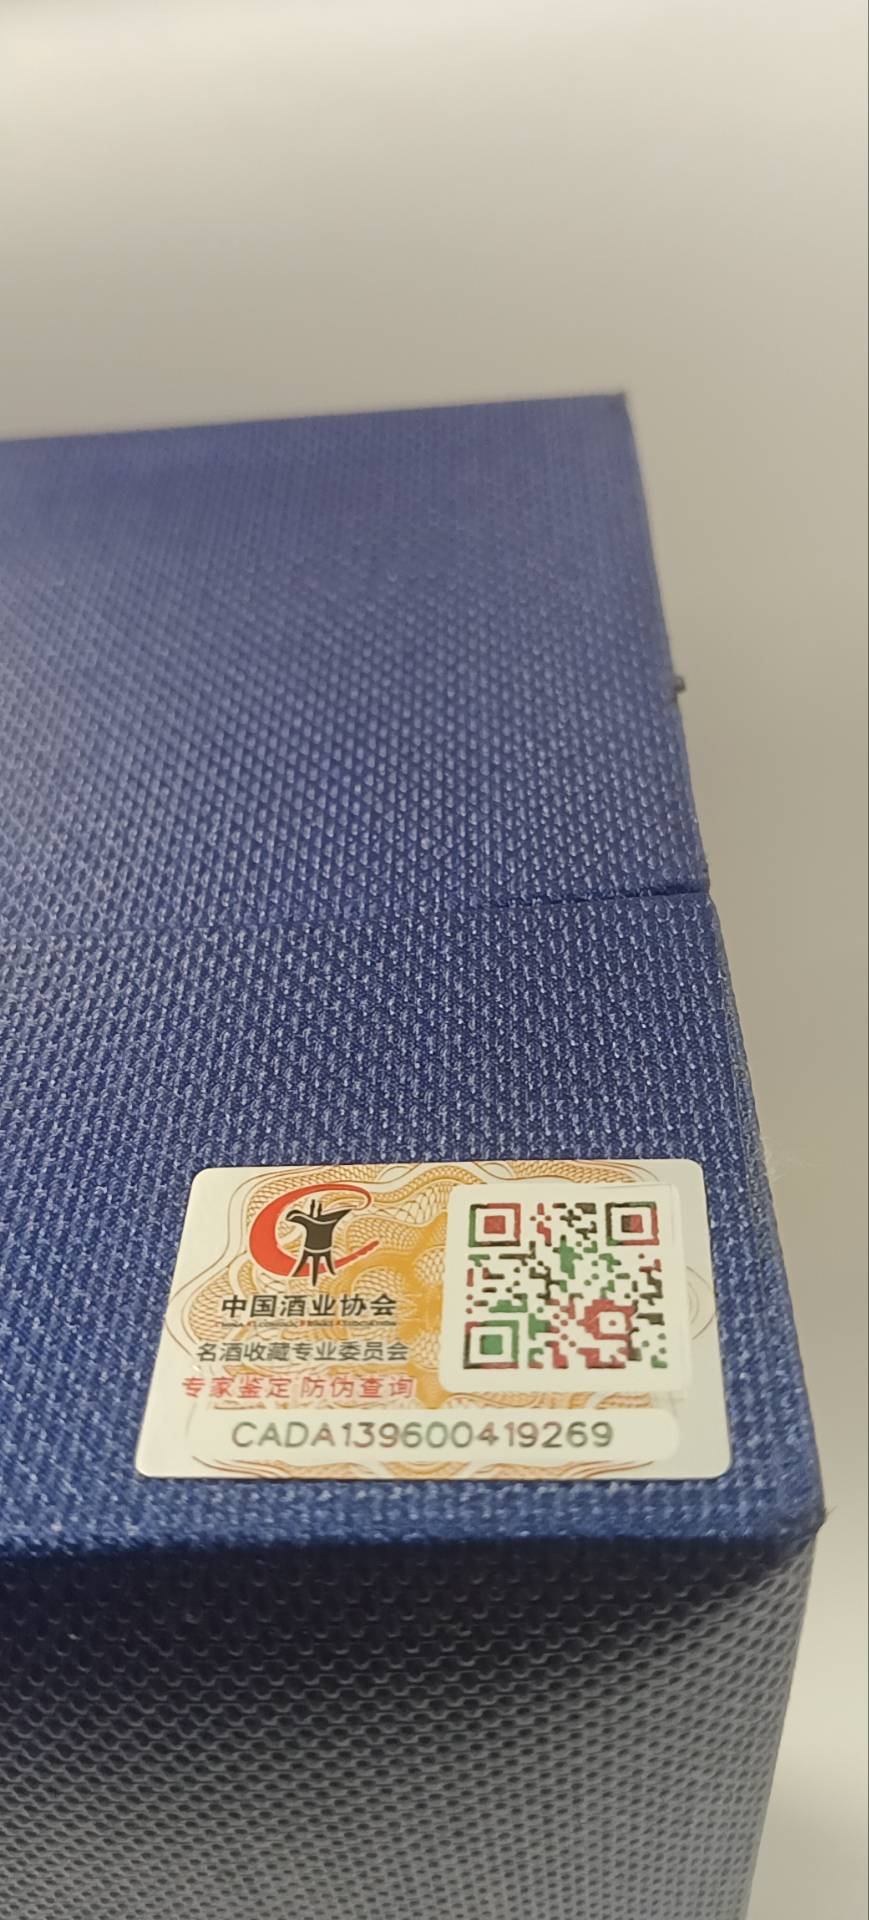 中国酒业协会
名酒收藏专业委员会
专家鉴定 防伪查询
CADA139600419269